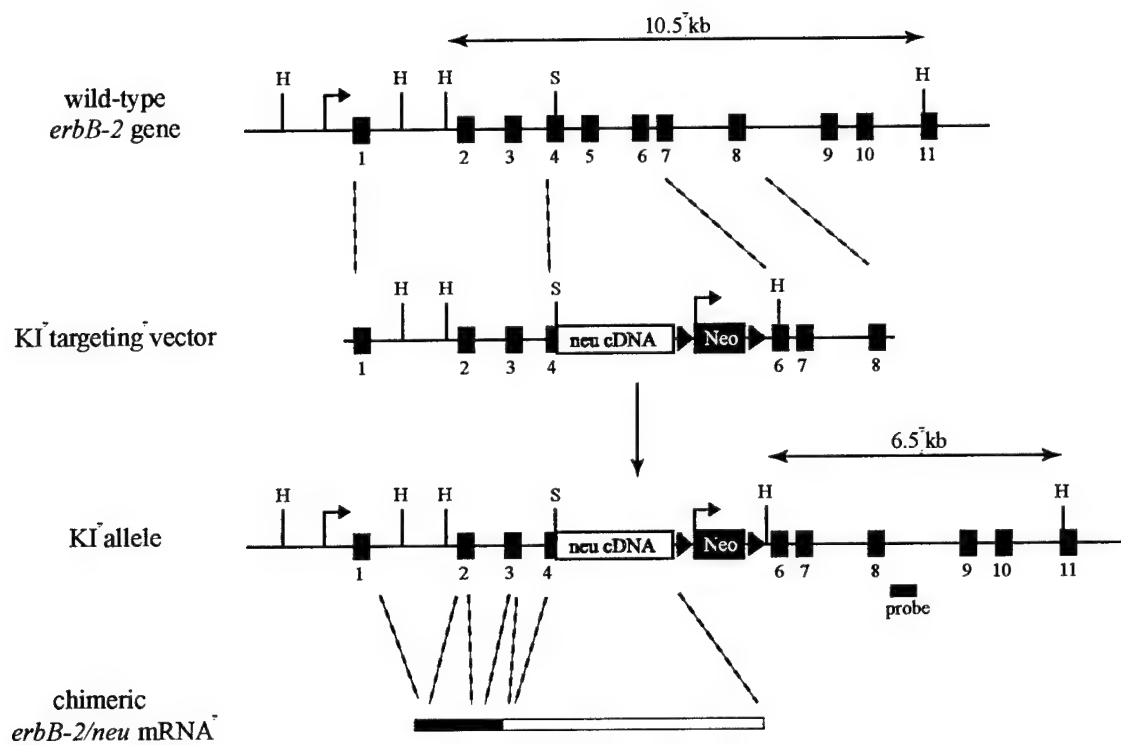 10.5 kb
H H H S H
wild-type
erbB-2 gene
1 2 3 4 5 6 7 8 9 10 11
H H S H
KI targeting vector
neu cDNA Neo
1 2 3 4 6 7 8
6.5 kb
H H H S H H
KI allele
neu cDNA Neo
1 2 3 4 6 7 8 9 10 11
probe
chimeric
erbB-2/neu mRNA